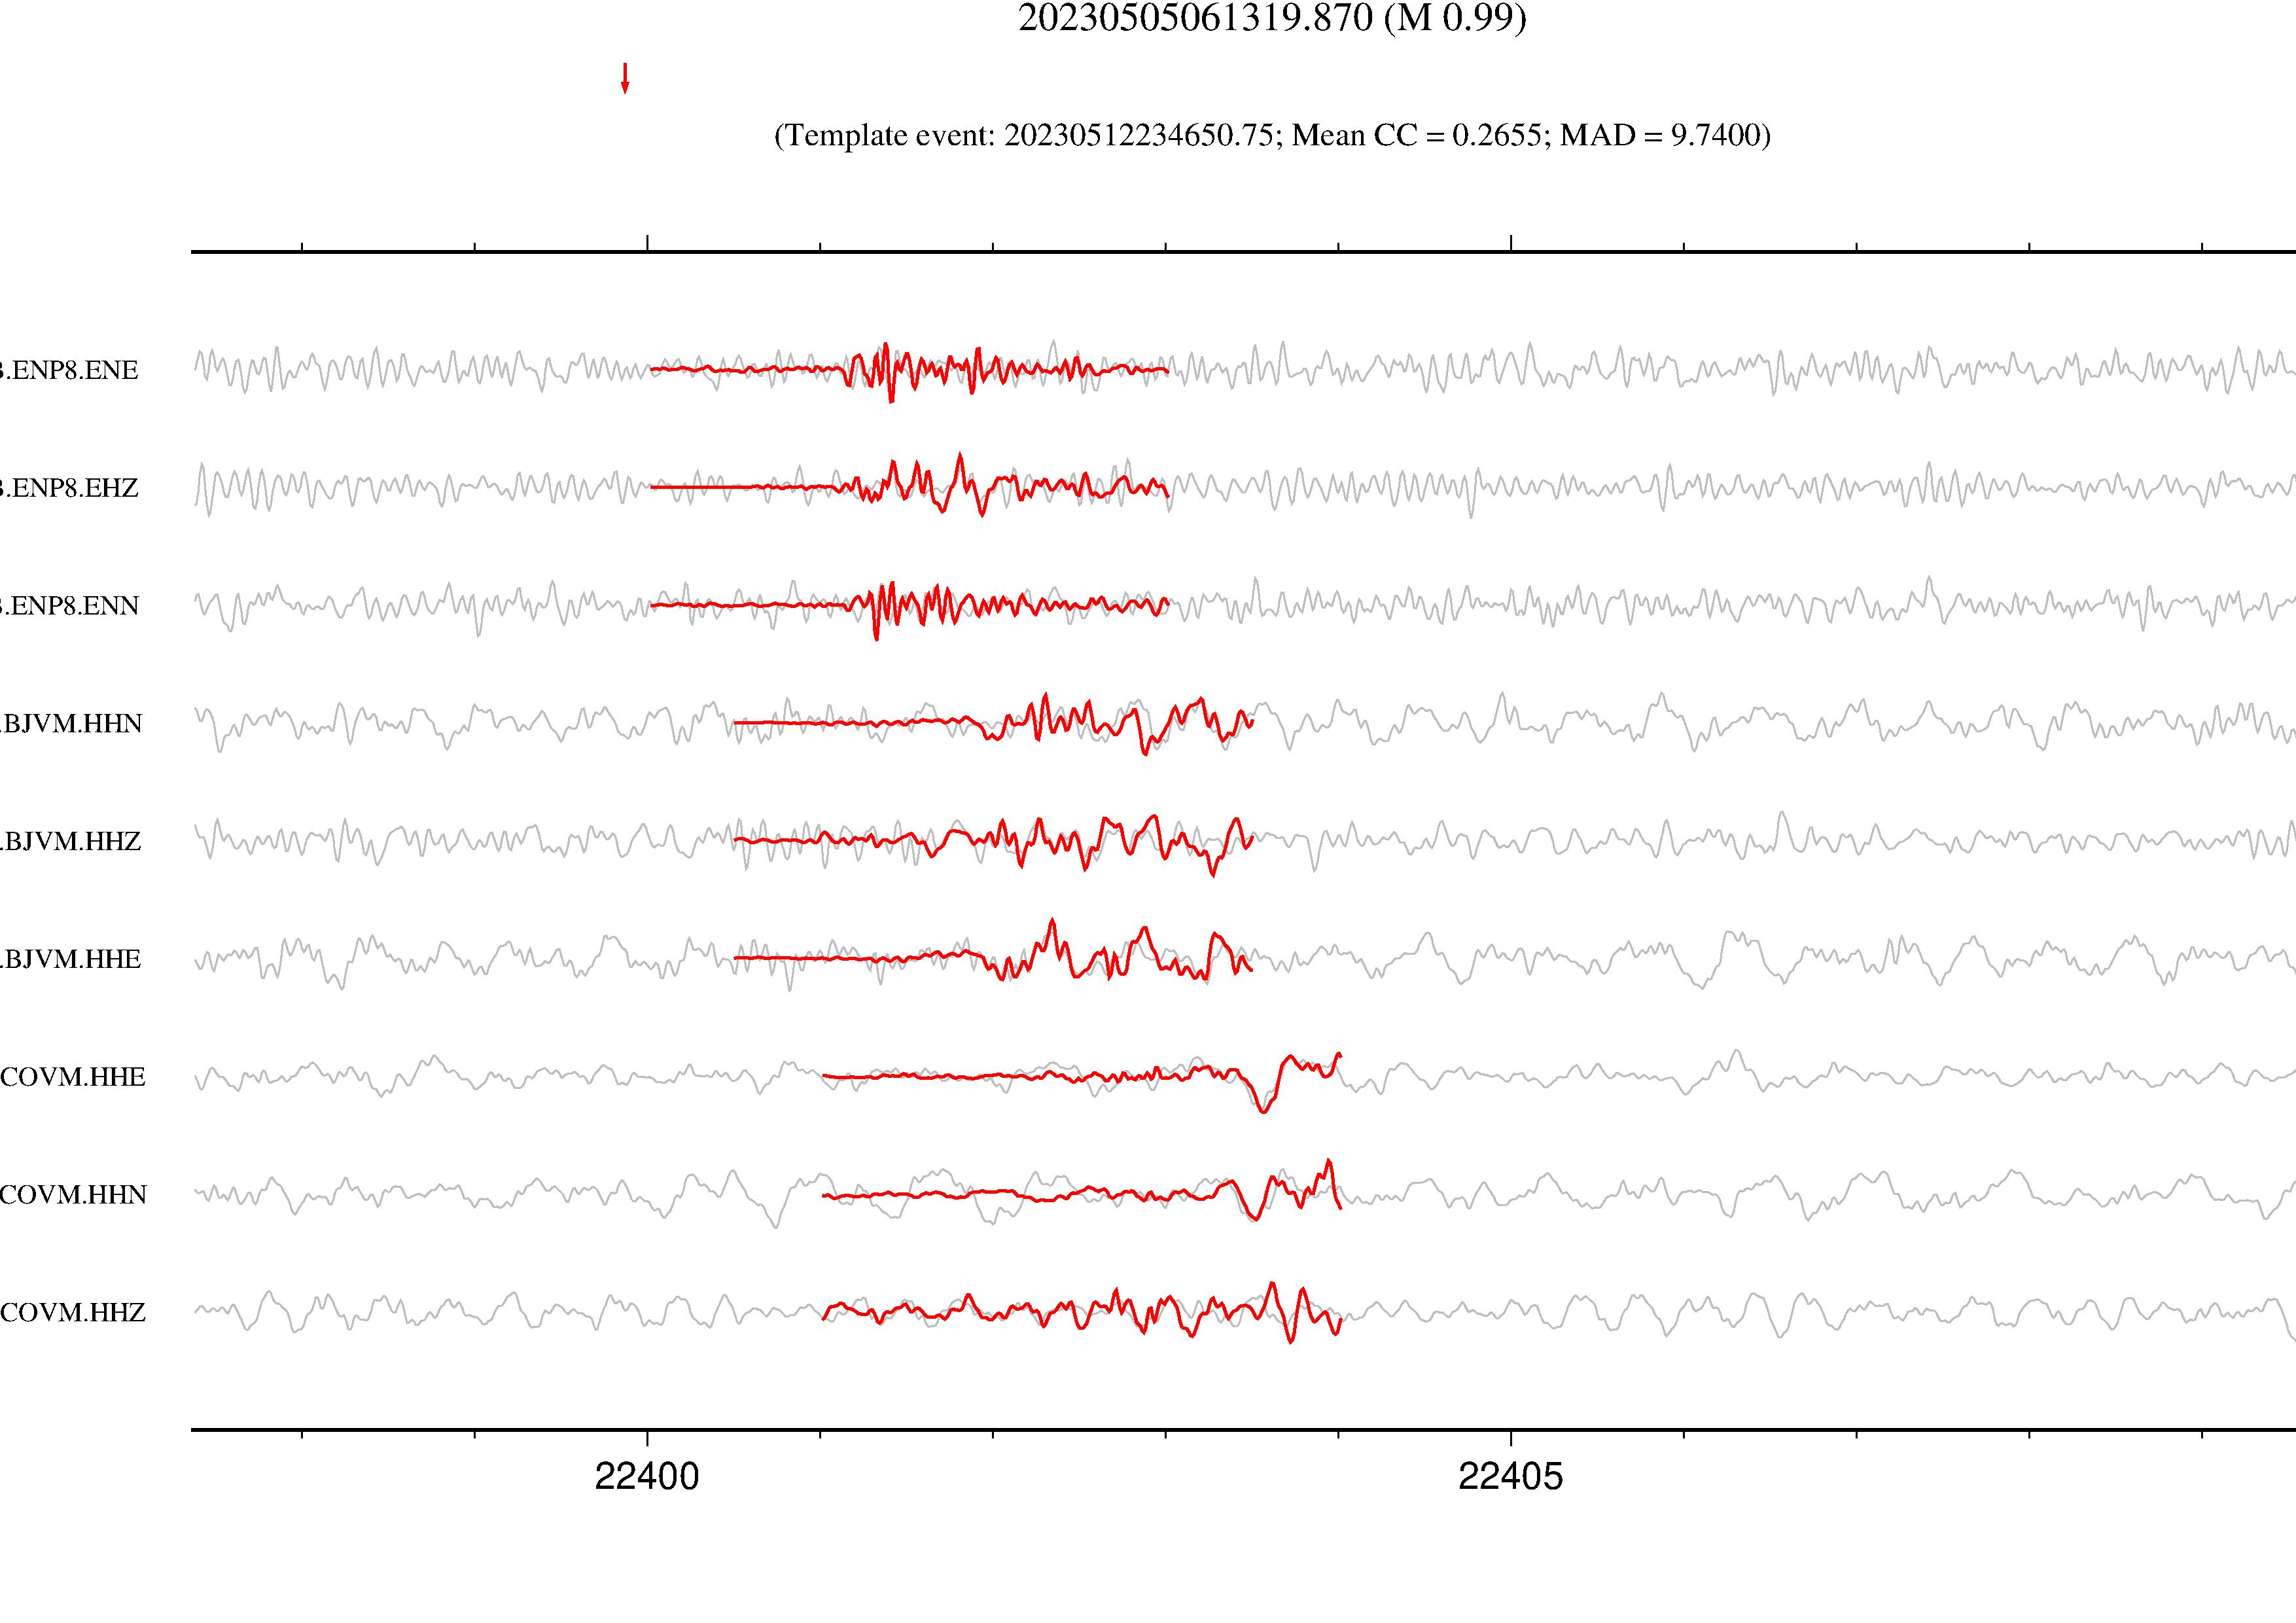 20230505061319.870 (M 0.99)
(Template event: 20230512234650.75; Mean CC = 0.2655; MAD = 9.7400)
.ENP8.ENE
.ENP8.EHZ
.ENP8.ENN
.BJVM.HHN
.BJVM.HHZ
.BJVM.HHE
COVM.HHE
COVM.HHN
COVM.HHZ
22400 22405